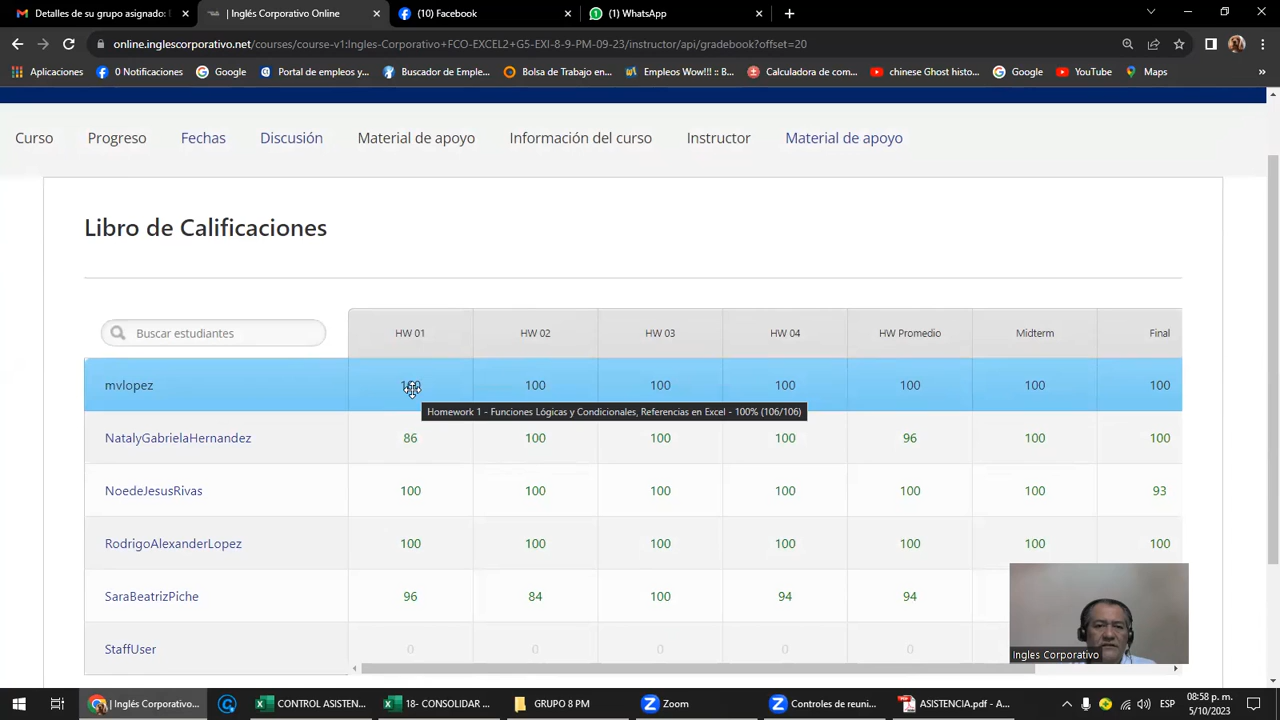 Detalles de su grupo asignado:
| Inglés Corporativo Online
(10) Facebook
(1) WhatsApp
online.inglescorporativo.net/courses/course-v1:Ingles-Corporativo+FCO-EXCEL2+G5-EXI-8-9-PM-09-23/instructor/api/gradebook?offset=20
Aplicaciones
0 Notificaciones
Google
Portal de empleos y...
Buscador de Emple...
Bolsa de Trabajo en...
Empleos Wow!!! :: B...
Calculadora de com...
chinese Ghost histo...
Google
YouTube
Maps
Curso Progreso Fechas Discusión Material de apoyo Información del curso Instructor Material de apoyo
Libro de Calificaciones
Buscar estudiantes HW 01 HW 02 HW 03 HW 04 HW Promedio Midterm Final
mvlopez 100 100 100 100 100 100 100
Homework 1 - Funciones Lógicas y Condicionales, Referencias en Excel - 100% (106/106)
NatalyGabrielaHernandez 86 100 100 100 96 100 100
NoedeJesusRivas 100 100 100 100 100 100 93
RodrigoAlexanderLopez 100 100 100 100 100 100 100
SaraBeatrizPiche 96 84 100 94 94
StaffUser 0 0 0 0 0
Ingles Corporativo
| Inglés Corporativo...
CONTROL ASISTEN...
18- CONSOLIDAR ...
GRUPO 8 PM
Zoom
Controles de reuni...
ASISTENCIA.pdf - A...
ESP
08:58 p. m.
5/10/2023